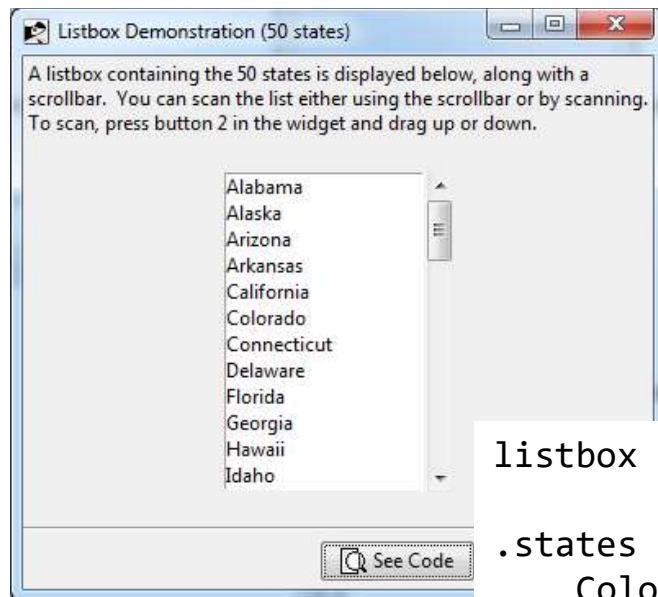 Listbox Demonstration (50 states)
A listbox containing the 50 states is displayed below, along with a
scrollbar. You can scan the list either using the scrollbar or by scanning.
To scan, press button 2 in the widget and drag up or down.
Alabama
Alaska
Arizona
Arkansas
California
Colorado
Connecticut
Delaware
Florida
Georgia
Hawaii
Idaho
listbox
See Code
.states
Colo